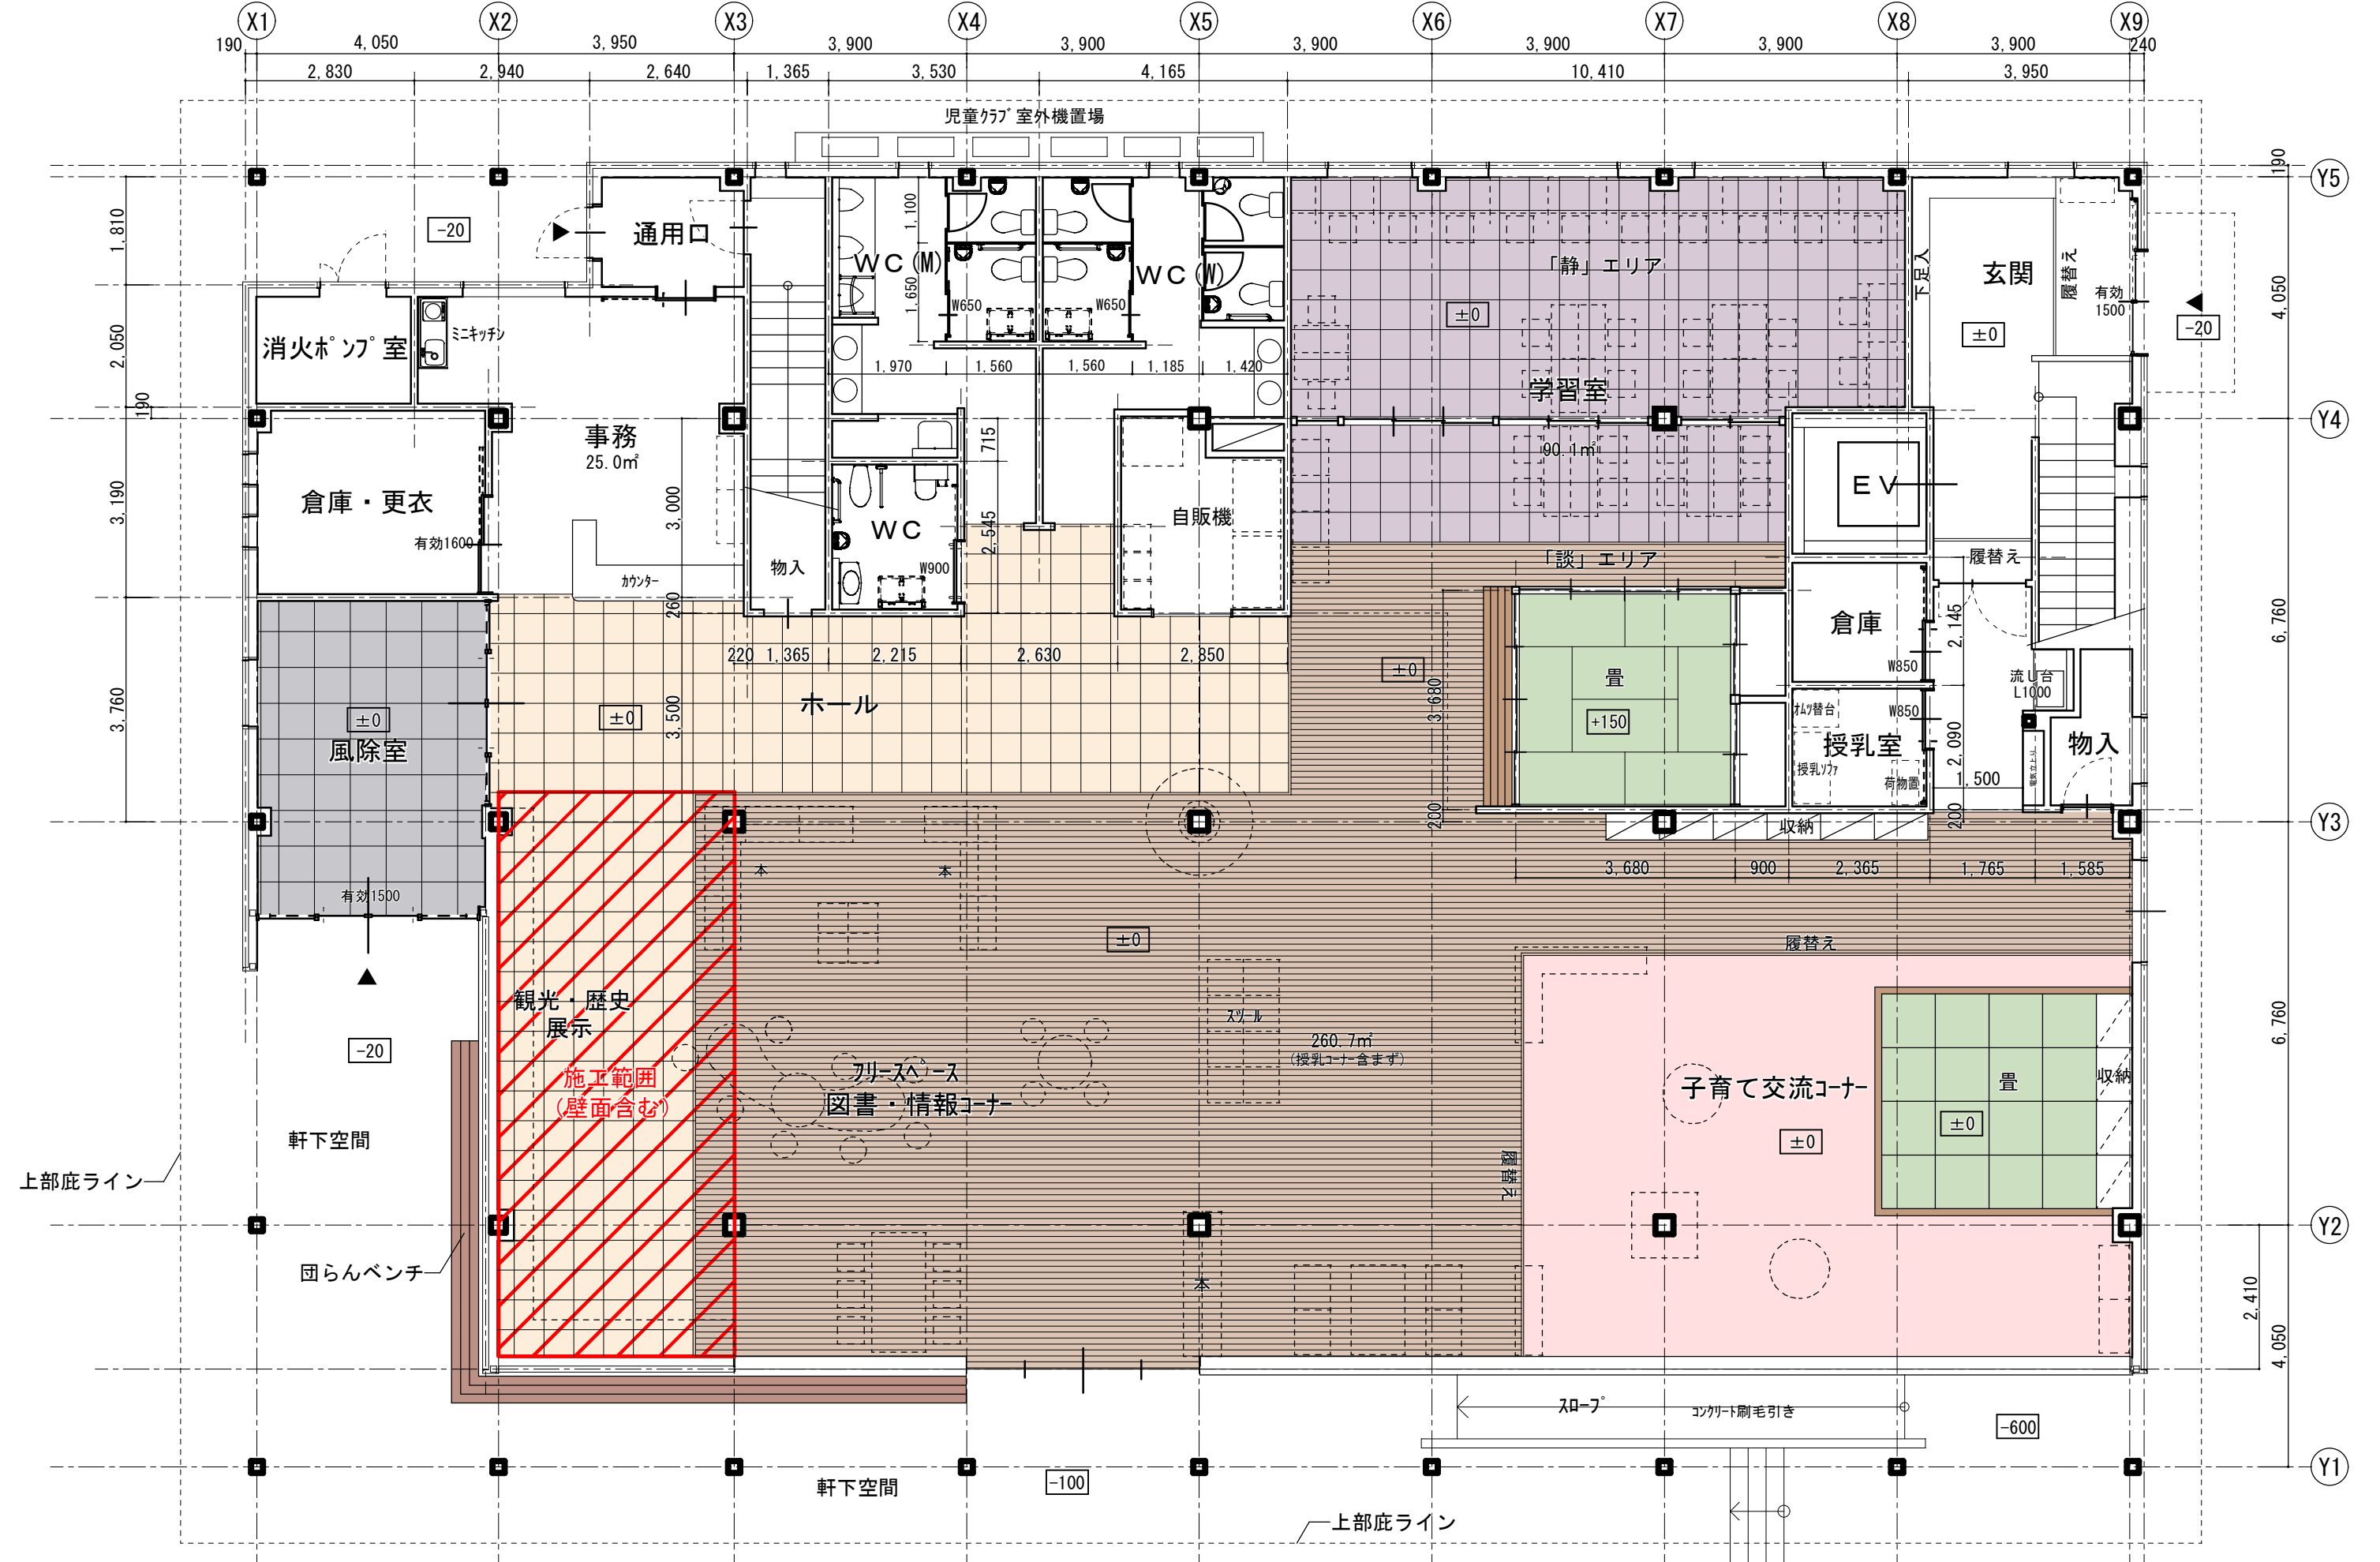 X1 X2 X3 X4 X5 X6 X7 X8 X9
190 4,050 3,950 3,900 3,900 3,900 3,900 3,900 3,900 240
2,830 2,940 2,640 1,365 3,530 4,165 10,410 3,950
児童クラブ室外機置場
Y5
190
1,810
-20
通用口
1,100
WC(M)
WC(W)
1,650
W650
W650
「静」エリア
±0
下足入
玄関
履替え
有効
1500
±0
-20
4,050
2,050
消火ポンプ室
ミニキッチン
1,970 1,560 1,560 1,185 1,420
学習室
190
Y4
事務
25.0㎡
715
90.1㎡
EV
3,190
倉庫・更衣
3,000
有効1600
WC
2,545
自販機
W900
物入
カウンター
260
「談」エリア
履替え
6,760
倉庫
2,145
W850
220 1,365 2,215 2,630 2,850
±0
3,680
畳
+150
流し台
L1000
3,760
±0
風除室
±0
3,500
ホール
オムツ替台
W850
授乳室
授乳ソファ
荷物置
2,090
1,500
物入
200
200
収納
Y3
3,680 900 2,365 1,765 1,585
有効1500
本
本
±0
履替え
観光・歴史
展示
スツール
260.7㎡
(授乳コーナー含まず)
-20
施工範囲
(壁面含む)
フリースペース
図書・情報コーナー
子育て交流コーナー
畳
収納
±0
±0
6,760
軒下空間
履替え
上部庇ライン
Y2
団らんベンチ
本
2,410
4,050
スロープ
コンクリート刷毛引き
-600
Y1
軒下空間
-100
上部庇ライン